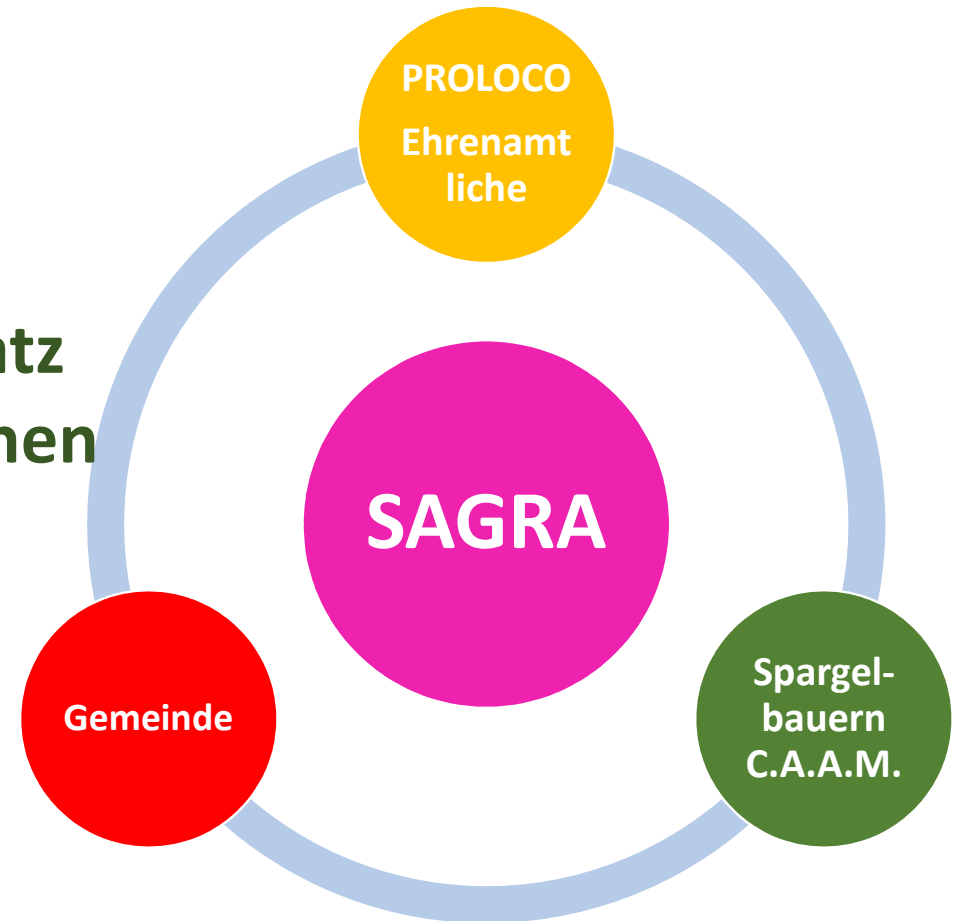 PROLOCO
Ehrenamt
liche
SAGRA
Gemeinde
Spargel-
bauern
C.A.A.M.